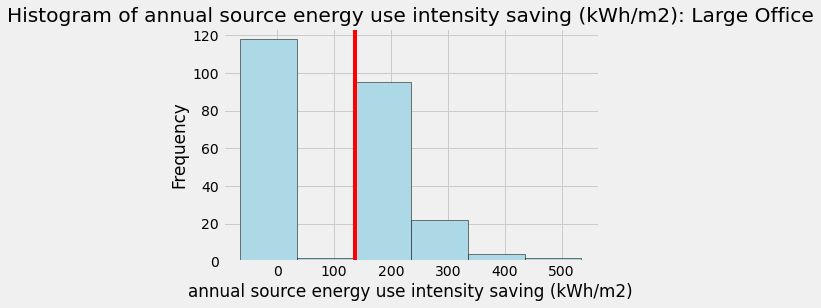 Histogram of annual source energy use intensity saving (kWh/m2): Large Office
Frequency
120
100
80
60
40
20
0
0 100 200 300 400 500
annual source energy use intensity saving (kWh/m2)